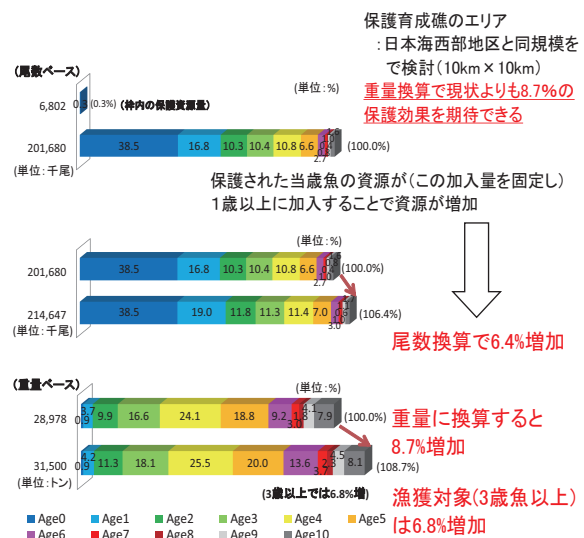 保護育成礁のエリア
：日本海西部地区と同規模を
で検討（10km×10km）
重量換算で現状よりも8.7%の
保護効果を期待できる
(尾数ベース)
(単位：%)
6,802
(0.3%) (枠内の保護資源量)
201,680
38.5 16.8 10.3 10.4 10.8 6.6 2.7 (100.0%)
(単位：千尾)
保護された当歳魚の資源が（この加入量を固定し）
１歳以上に加入することで資源が増加
(単位：%)
201,680
38.5 16.8 10.3 10.4 10.8 6.6 2.7 (100.0%)
214,647
38.5 19.0 11.8 11.3 11.4 7.0 3.0 (106.4%)
(単位：千尾)
尾数換算で6.4%増加
(重量ベース)
(単位：%)
28,978
0.9 3.7 9.9 16.6 24.1 18.8 9.2 3.0 1.8 4.1 7.9 (100.0%)
31,500
0.9 4.2 11.3 18.1 25.5 20.0 13.6 3.7 4.5 8.1 (108.7%)
(単位：トン)
(３歳以上では6.8%増)
重量に換算すると
8.7%増加
漁獲対象(3歳魚以上)
は6.8%増加
Age0 Age1 Age2 Age3 Age4 Age5
Age6 Age7 Age8 Age9 Age10